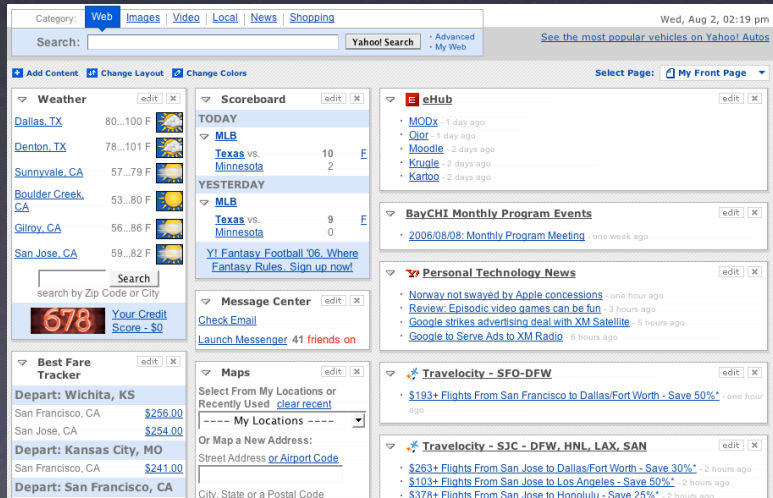 Category: Web Images Video Local News Shopping
Wed, Aug 2, 02:19 pm
Search: Yahoo! Search · Advanced
· My Web
See the most popular vehicles on Yahoo! Autos
Add Content Change Layout Change Colors
Select Page: My Front Page
Weather edit
Dallas, TX 80...100 F
Denton, TX 78...101 F
Sunnyvale, CA 57...79 F
Boulder Creek,
CA 53...80 F
Gilroy, CA 56...86 F
San Jose, CA 59...82 F
Search
search by Zip Code or City
678 Your Credit
Score - $0
Best Fare
Tracker edit
Depart: Wichita, KS
San Francisco, CA $256.00
San Jose, CA $254.00
Depart: Kansas City, MO
San Francisco, CA $241.00
Depart: San Francisco, CA
Scoreboard edit
TODAY
MLB
Texas vs. 10 F
Minnesota 2
YESTERDAY
MLB
Texas vs. 9 F
Minnesota 0
Y! Fantasy Football '06. Where
Fantasy Rules. Sign up now!
Message Center edit
Check Email
Launch Messenger 41 friends on
Maps edit
Select From My Locations or
Recently Used clear recent
---- My Locations ----
Or Map a New Address:
Street Address or Airport Code
City, State or a Postal Code
E eHub edit
· MODx - 1 day ago
· Ojor - 1 day ago
· Moodle - 2 days ago
· Krugle - 2 days ago
· Kartoo - 2 days ago
BayCHI Monthly Program Events edit
· 2006/08/08: Monthly Program Meeting - one week ago
Y? Personal Technology News edit
· Norway not swayed by Apple concessions - one hour ago
· Review: Episodic video games can be fun - 3 hours ago
· Google strikes advertising deal with XM Satellite - 5 hours ago
· Google to Serve Ads to XM Radio - 6 hours ago
Travelocity - SFO-DFW edit
· $193+ Flights From San Francisco to Dallas/Fort Worth - Save 50%* - one hour
ago
Travelocity - SJC - DFW, HNL, LAX, SAN edit
· $263+ Flights From San Jose to Dallas/Fort Worth - Save 30%* - 2 hours ago
· $103+ Flights From San Jose to Los Angeles - Save 50%* - 2 hours ago
· $378+ Flights From San Jose to Honolulu - Save 25%* - 2 hours ago